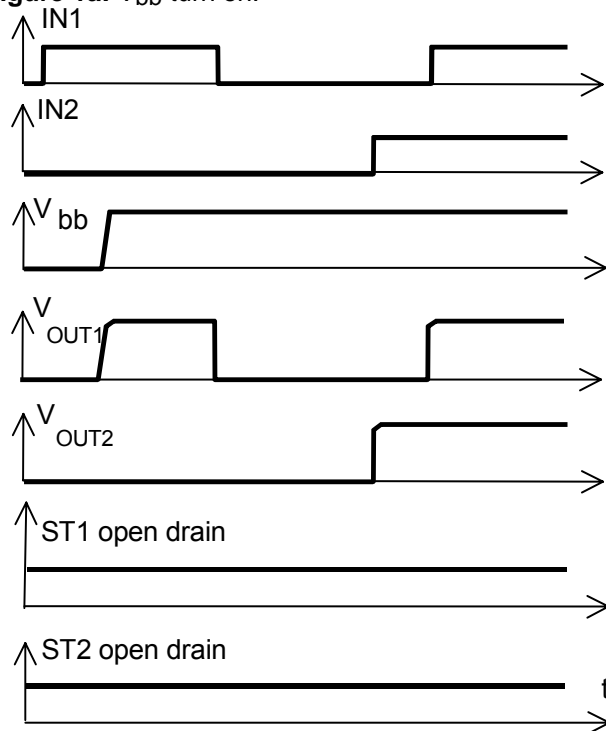 IN1
IN2
V bb
V OUT1
V OUT2
ST1 open drain
ST2 open drain
t